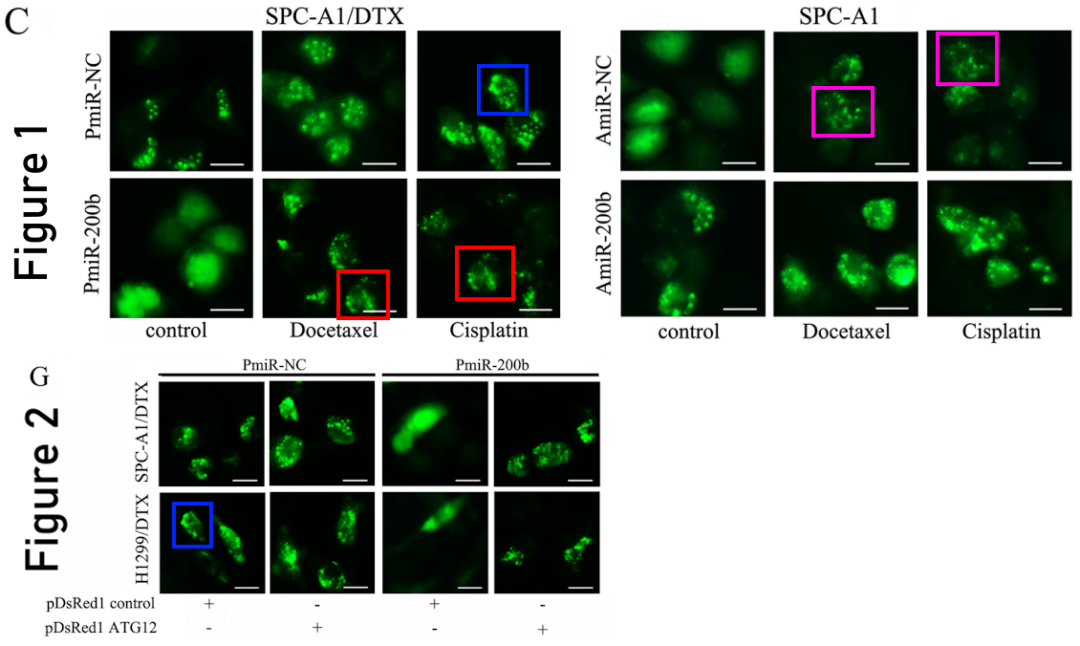 C
SPC-A1/DTX
SPC-A1
Figure 1
PmiR-NC
AmiR-NC
PmiR-200b
AmiR-200b
control
Docetaxel
Cisplatin
control
Docetaxel
Cisplatin
G
PmiR-NC
PmiR-200b
Figure 2
SPC-A1/DTX
H1299/DTX
pDsRed1 control + - + -
pDsRed1 ATG12 - + - +